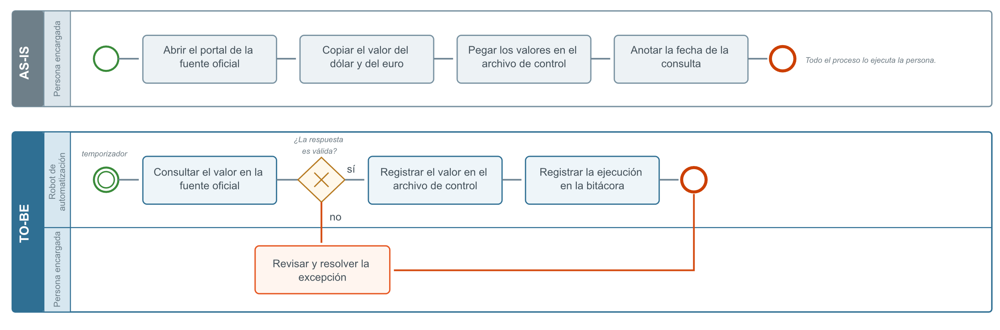 AS-IS
Persona encargada
Abrir el portal de la
fuente oficial
Copiar el valor del
dólar y del euro
Pegar los valores en el
archivo de control
Anotar la fecha de la
consulta
Todo el proceso lo ejecuta la persona.
TO-BE
Robot de
automatización
temporizador
Consultar el valor en la
fuente oficial
¿La respuesta
es válida?
sí
Registrar el valor en el
archivo de control
Registrar la ejecución
en la bitácora
no
Persona encargada
Revisar y resolver la
excepción